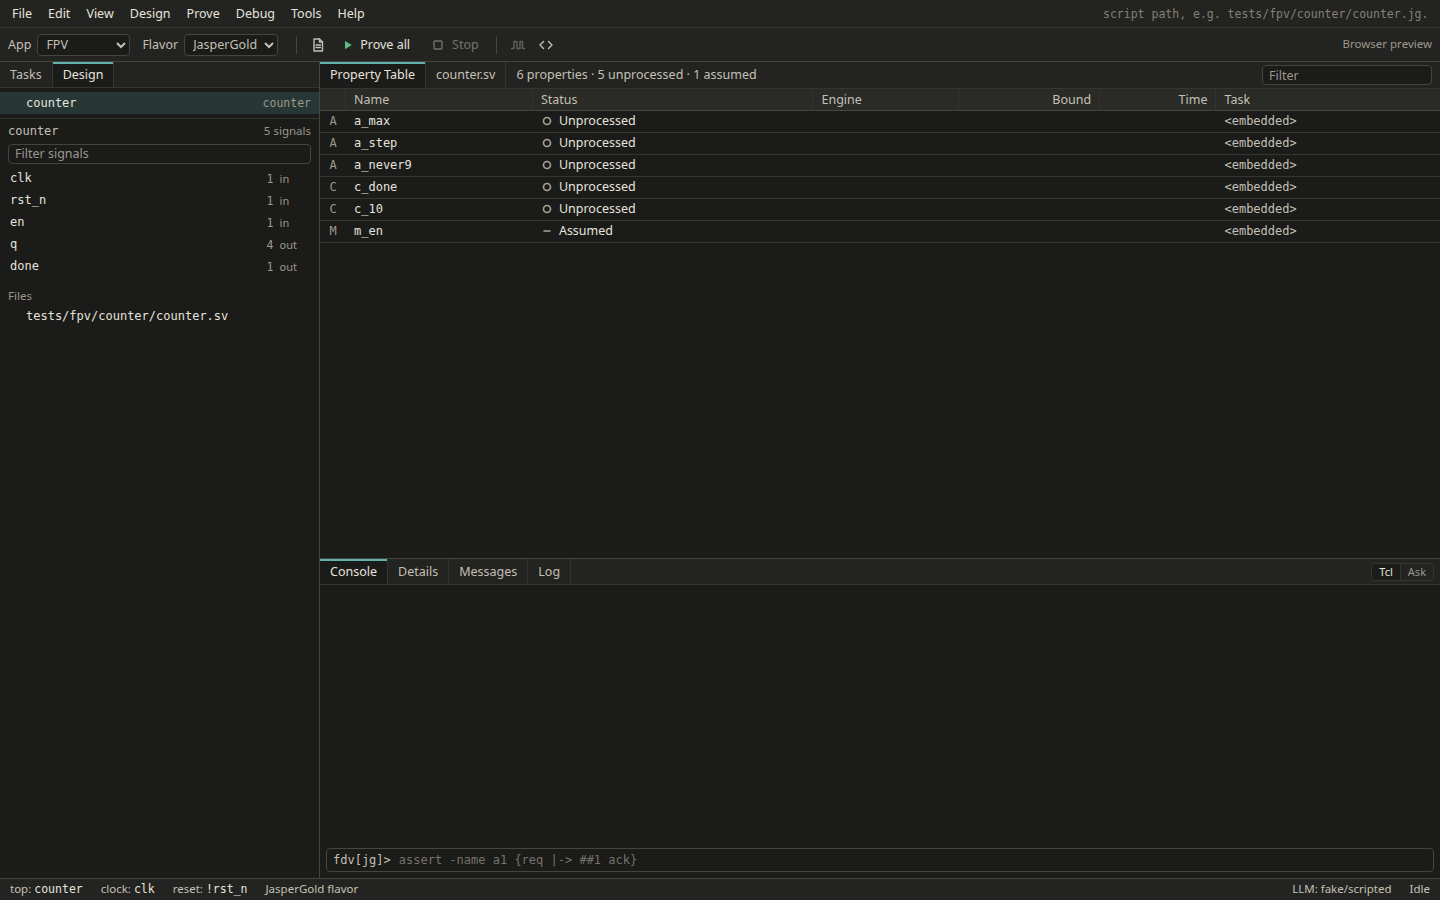 File Edit View Design Prove Debug Tools Help script path, e.g. tests/fpv/counter/counter.jg.
App FPV Flavor JasperGold Prove all Stop Browser preview
Tasks Design
counter counter
counter 5 signals
Filter signals
clk 1 in
rst_n 1 in
en 1 in
q 4 out
done 1 out
Files
tests/fpv/counter/counter.sv
Property Table counter.sv 6 properties · 5 unprocessed · 1 assumed Filter
Name Status Engine Bound Time Task
A a_max Unprocessed <embedded>
A a_step Unprocessed <embedded>
A a_never9 Unprocessed <embedded>
C c_done Unprocessed <embedded>
C c_10 Unprocessed <embedded>
M m_en Assumed <embedded>
Console Details Messages Log Tcl Ask
fdv[jg]> assert -name a1 {req |-> ##1 ack}
top: counter clock: clk reset: !rst_n JasperGold flavor LLM: fake/scripted Idle